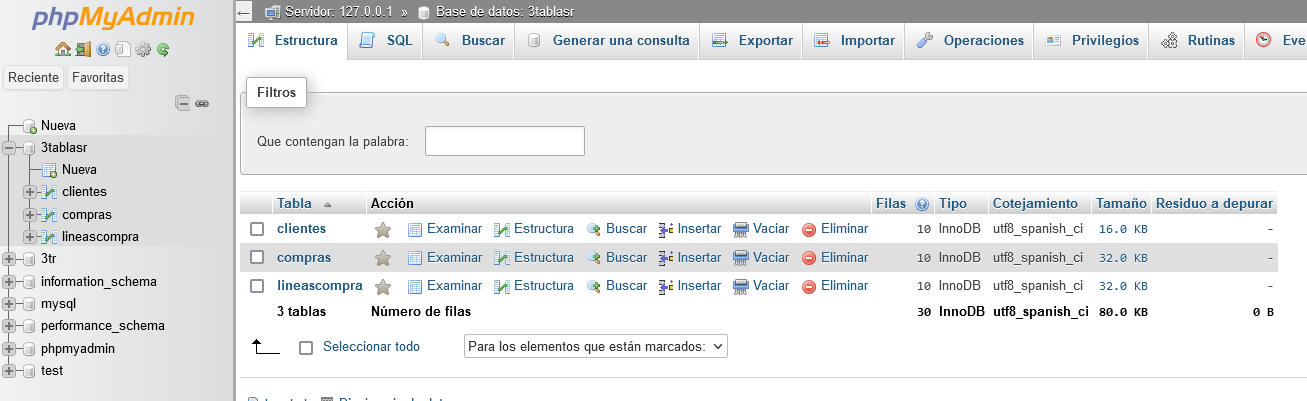 phpMyAdmin
Reciente Favoritas
Nueva
3tablasr
Nueva
clientes
compras
lineascompra
3tr
information_schema
mysql
performance_schema
phpmyadmin
test
Servidor: 127.0.0.1 » Base de datos: 3tablasr
Estructura SQL Buscar Generar una consulta Exportar Importar Operaciones Privilegios Rutinas Eve
Filtros
Que contengan la palabra:
Tabla Acción Filas Tipo Cotejamiento Tamaño Residuo a depurar
clientes Examinar Estructura Buscar Insertar Vaciar Eliminar 10 InnoDB utf8_spanish_ci 16.0 KB -
compras Examinar Estructura Buscar Insertar Vaciar Eliminar 10 InnoDB utf8_spanish_ci 32.0 KB -
lineascompra Examinar Estructura Buscar Insertar Vaciar Eliminar 10 InnoDB utf8_spanish_ci 32.0 KB -
3 tablas Número de filas 30 InnoDB utf8_spanish_ci 80.0 KB 0 B
Seleccionar todo Para los elementos que están marcados: